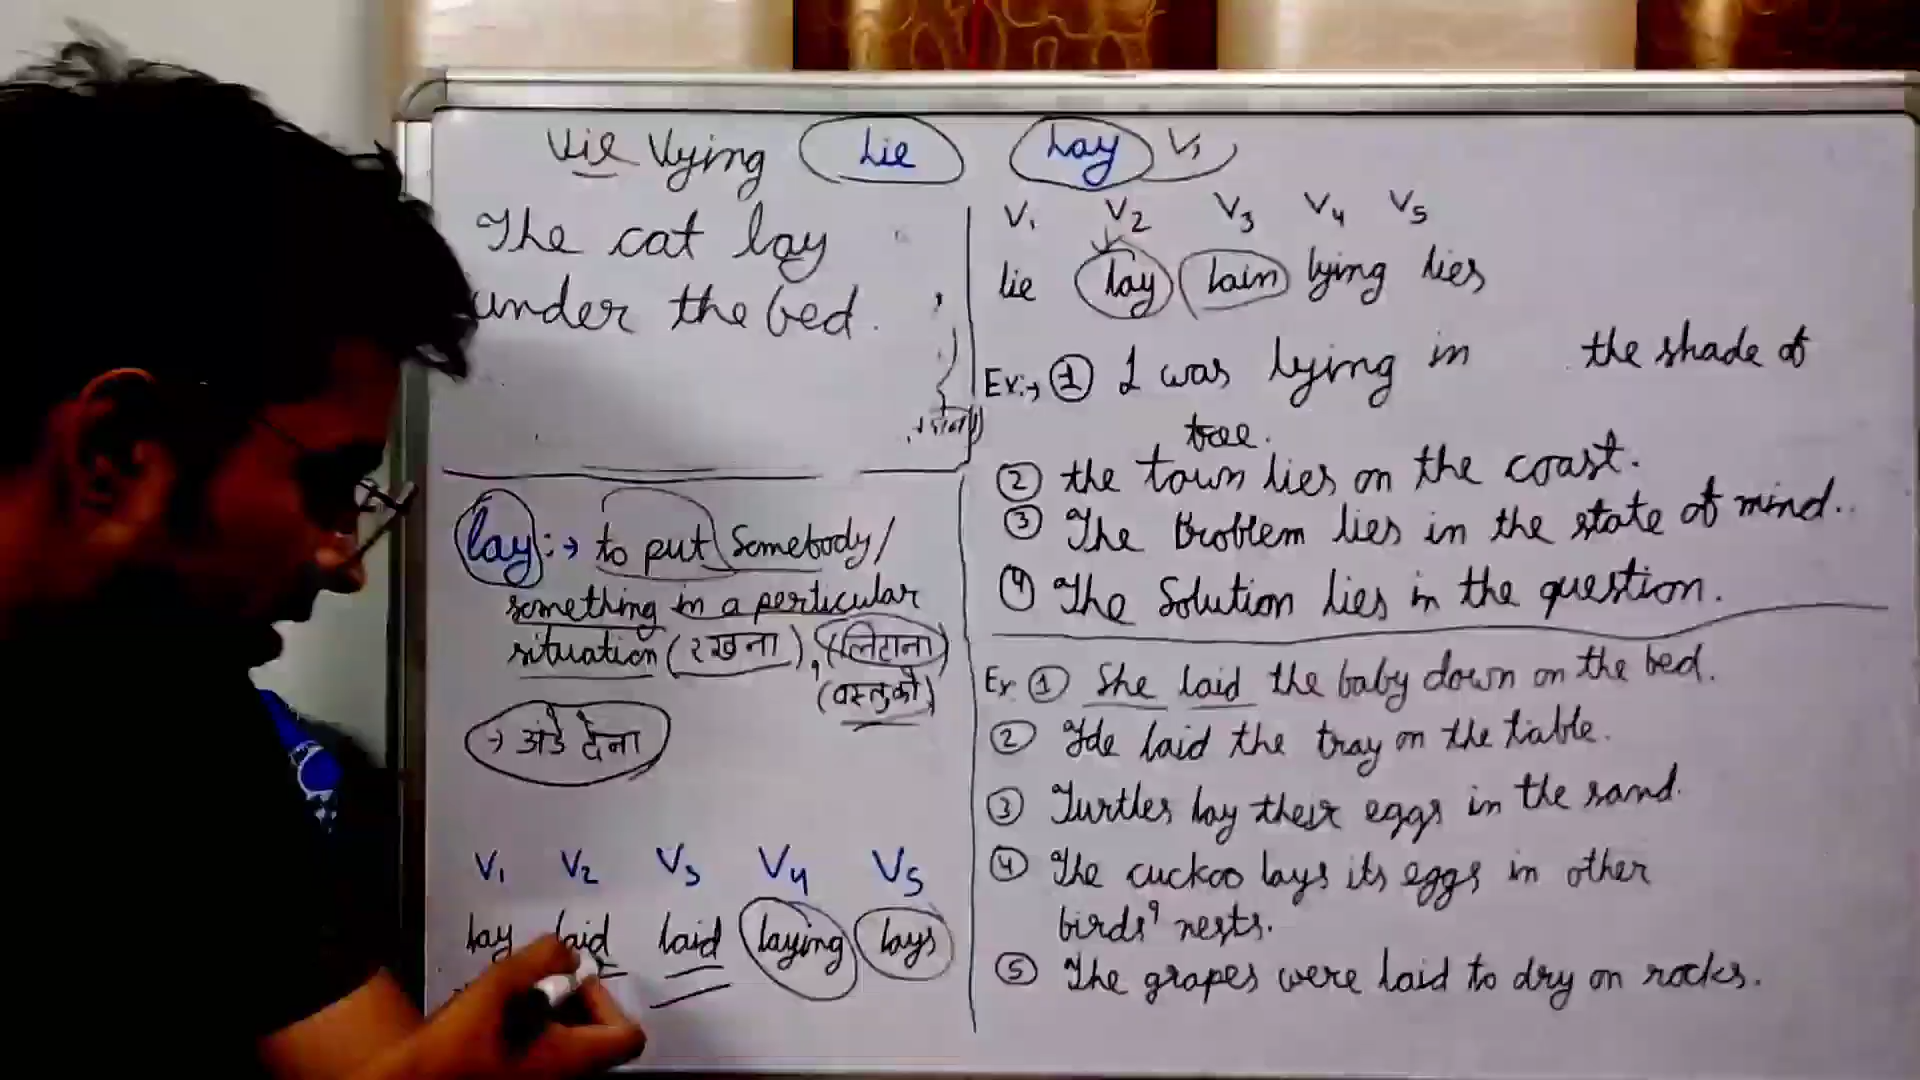 Vie Vying Lie Lay V1
The cat lay
under the bed.
V1 V2 V3 V4 V5
lie lay lain lying lies
Ex:→ ① I was lying in the shade of
tree.
② the town lies on the coast.
③ The Problem lies in the state of mind..
④ The Solution lies in the question.
lay :→ to put Somebody/
something in a perticular
situation (रखना), (लिटाना)
(वस्तु को)
→ अंडे देना
V1 V2 V3 V4 V5
lay laid laid laying lays
Ex ① She laid the baby down on the bed.
② He laid the tray on the table.
③ Turtles lay their eggs in the sand.
④ The cuckoo lays its eggs in other
birds' nests.
⑤ The grapes were laid to dry on rocks.